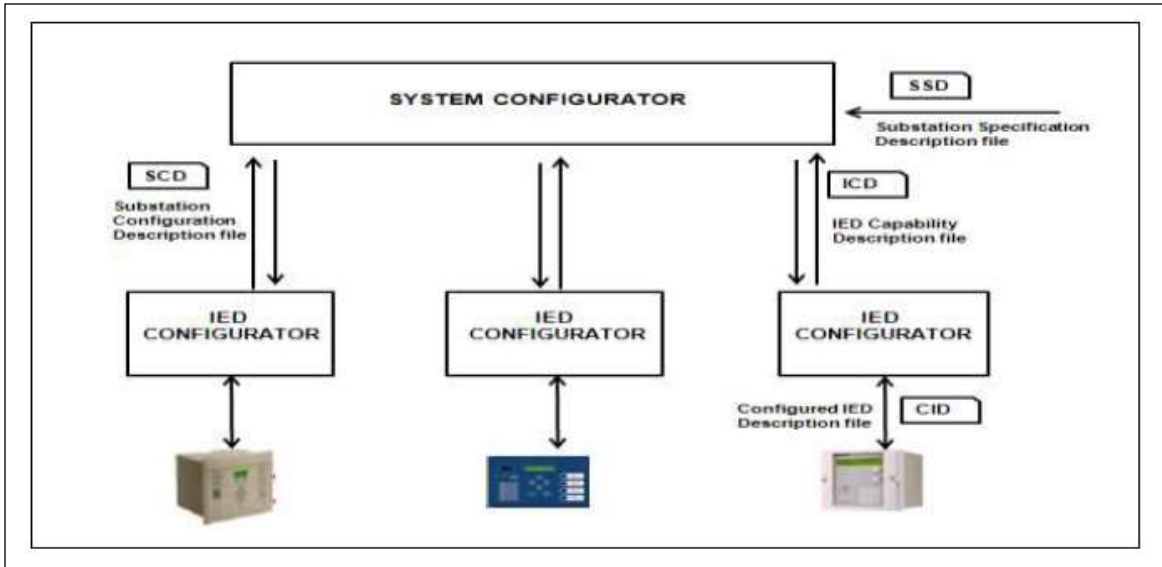 SYSTEM CONFIGURATOR
SSD
Substation Specification
Description file
SCD
Substation
Configuration
Description file
ICD
IED Capability
Description file
IED
CONFIGURATOR
IED
CONFIGURATOR
IED
CONFIGURATOR
Configured IED
Description file
CID